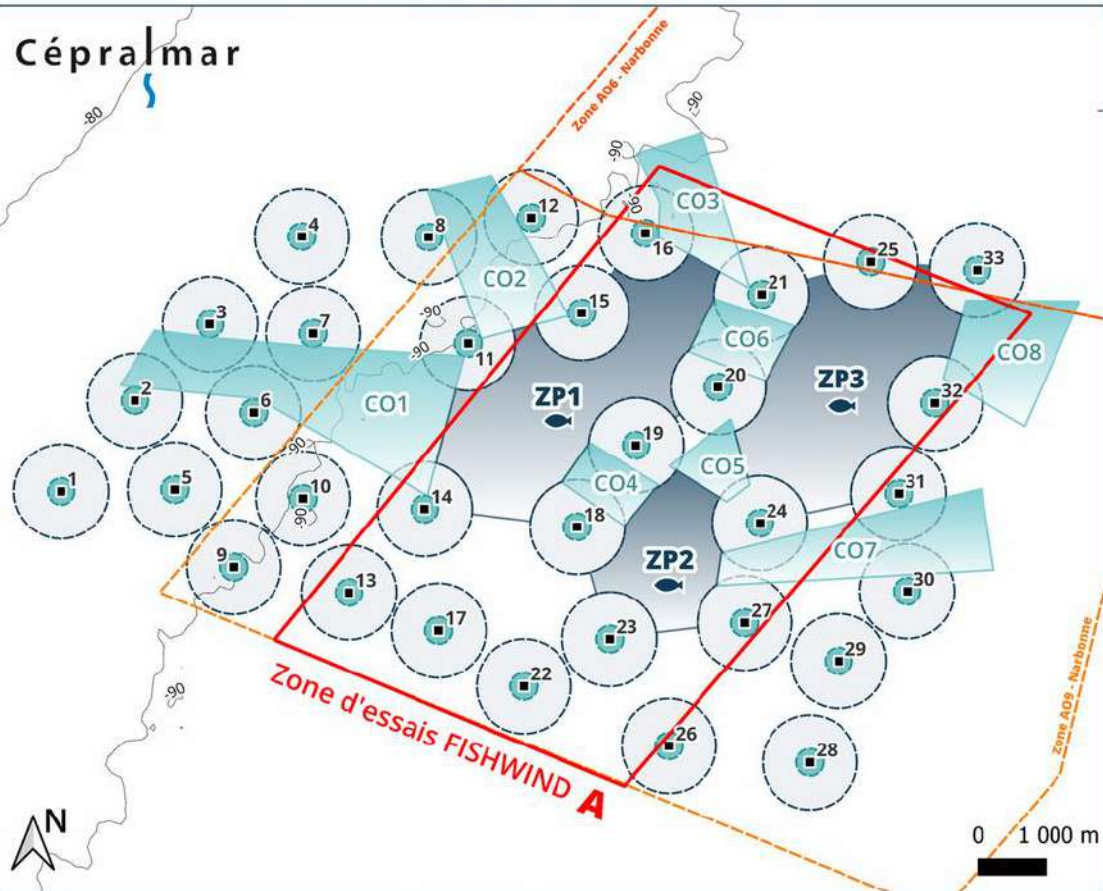 Cépralmar
-80
-90
Zone AO6 - Narbonne
-90
-90
CO3
12
4
8
16
25
33
CO2
21
15
3
7
-90
-90
11
CO6
CO8
20
ZP1
ZP3
2
6
CO1
32
19
-90
CO5
CO4
1
5
10
14
31
18
24
-90
CO7
9
ZP2
13
30
27
17
23
29
22
-90
Zone d'essais FISHWIND A
26
28
Zone AO9 - Narbonne
N
0 1 000 m